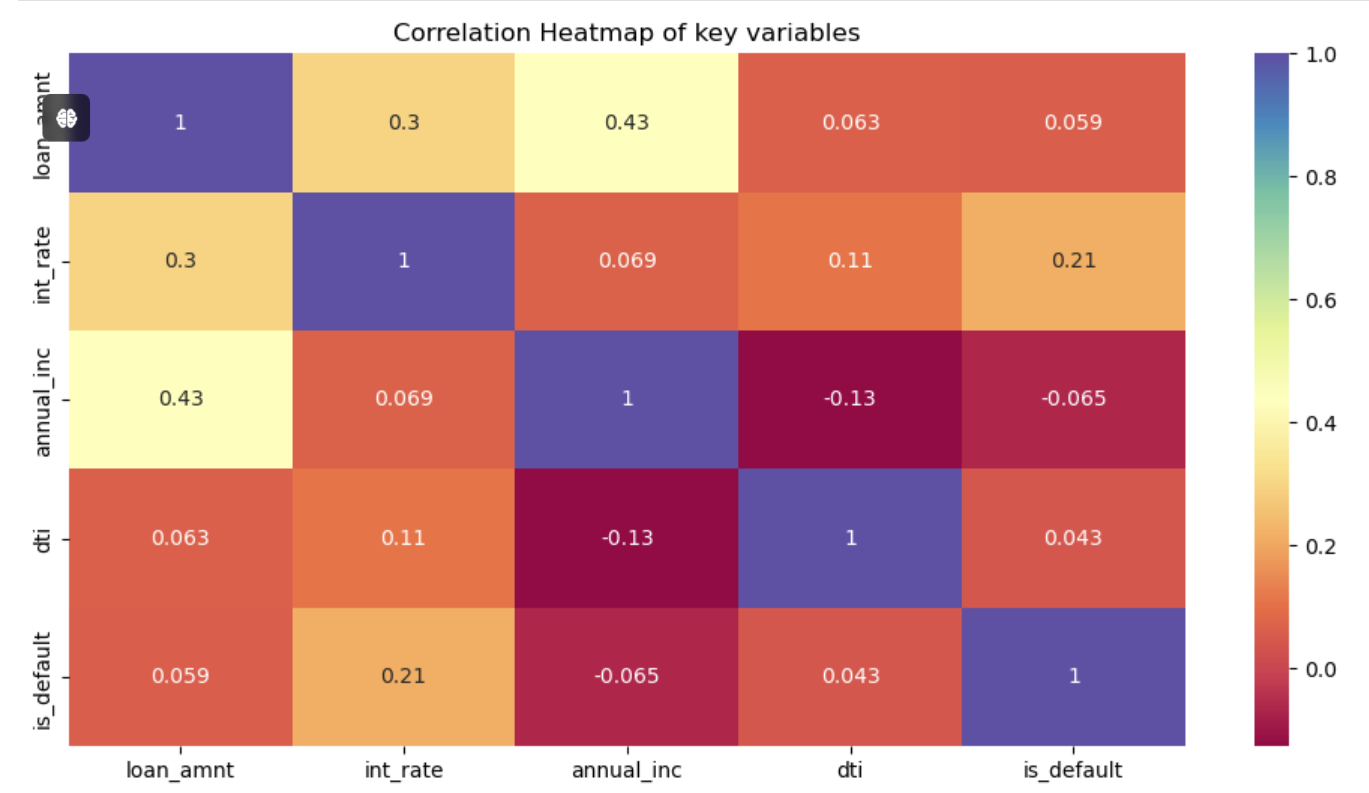 Correlation Heatmap of key variables
loan_amnt 1 0.3 0.43 0.063 0.059
int_rate 0.3 1 0.069 0.11 0.21
annual_inc 0.43 0.069 1 -0.13 -0.065
dti 0.063 0.11 -0.13 1 0.043
is_default 0.059 0.21 -0.065 0.043 1
loan_amnt int_rate annual_inc dti is_default
1.0
0.8
0.6
0.4
0.2
0.0